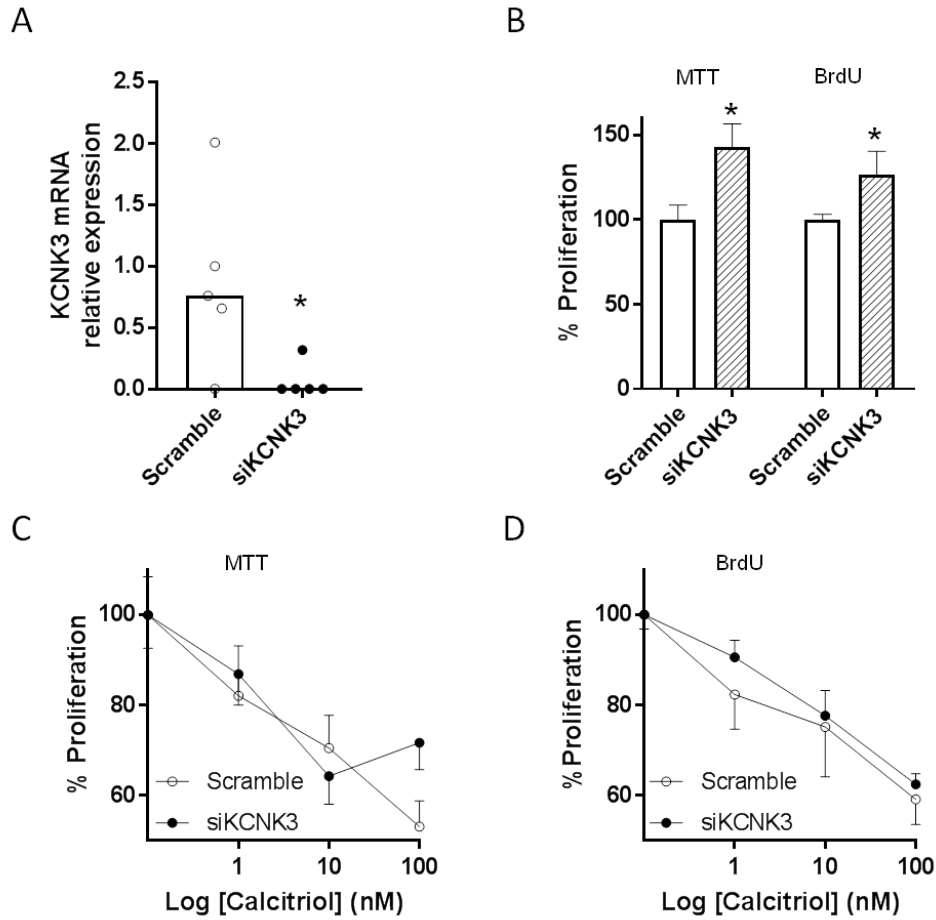 A
KCNK3 mRNA
relative expression
2.5
2.0
1.5
1.0
0.5
0.0
*
Scramble
siKCNK3
B
MTT
BrdU
% Proliferation
150
100
50
0
*
*
Scramble
siKCNK3
Scramble
siKCNK3
C
MTT
% Proliferation
100
80
60
Scramble
siKCNK3
1
10
100
Log [Calcitriol] (nM)
D
BrdU
% Proliferation
100
80
60
Scramble
siKCNK3
1
10
100
Log [Calcitriol] (nM)